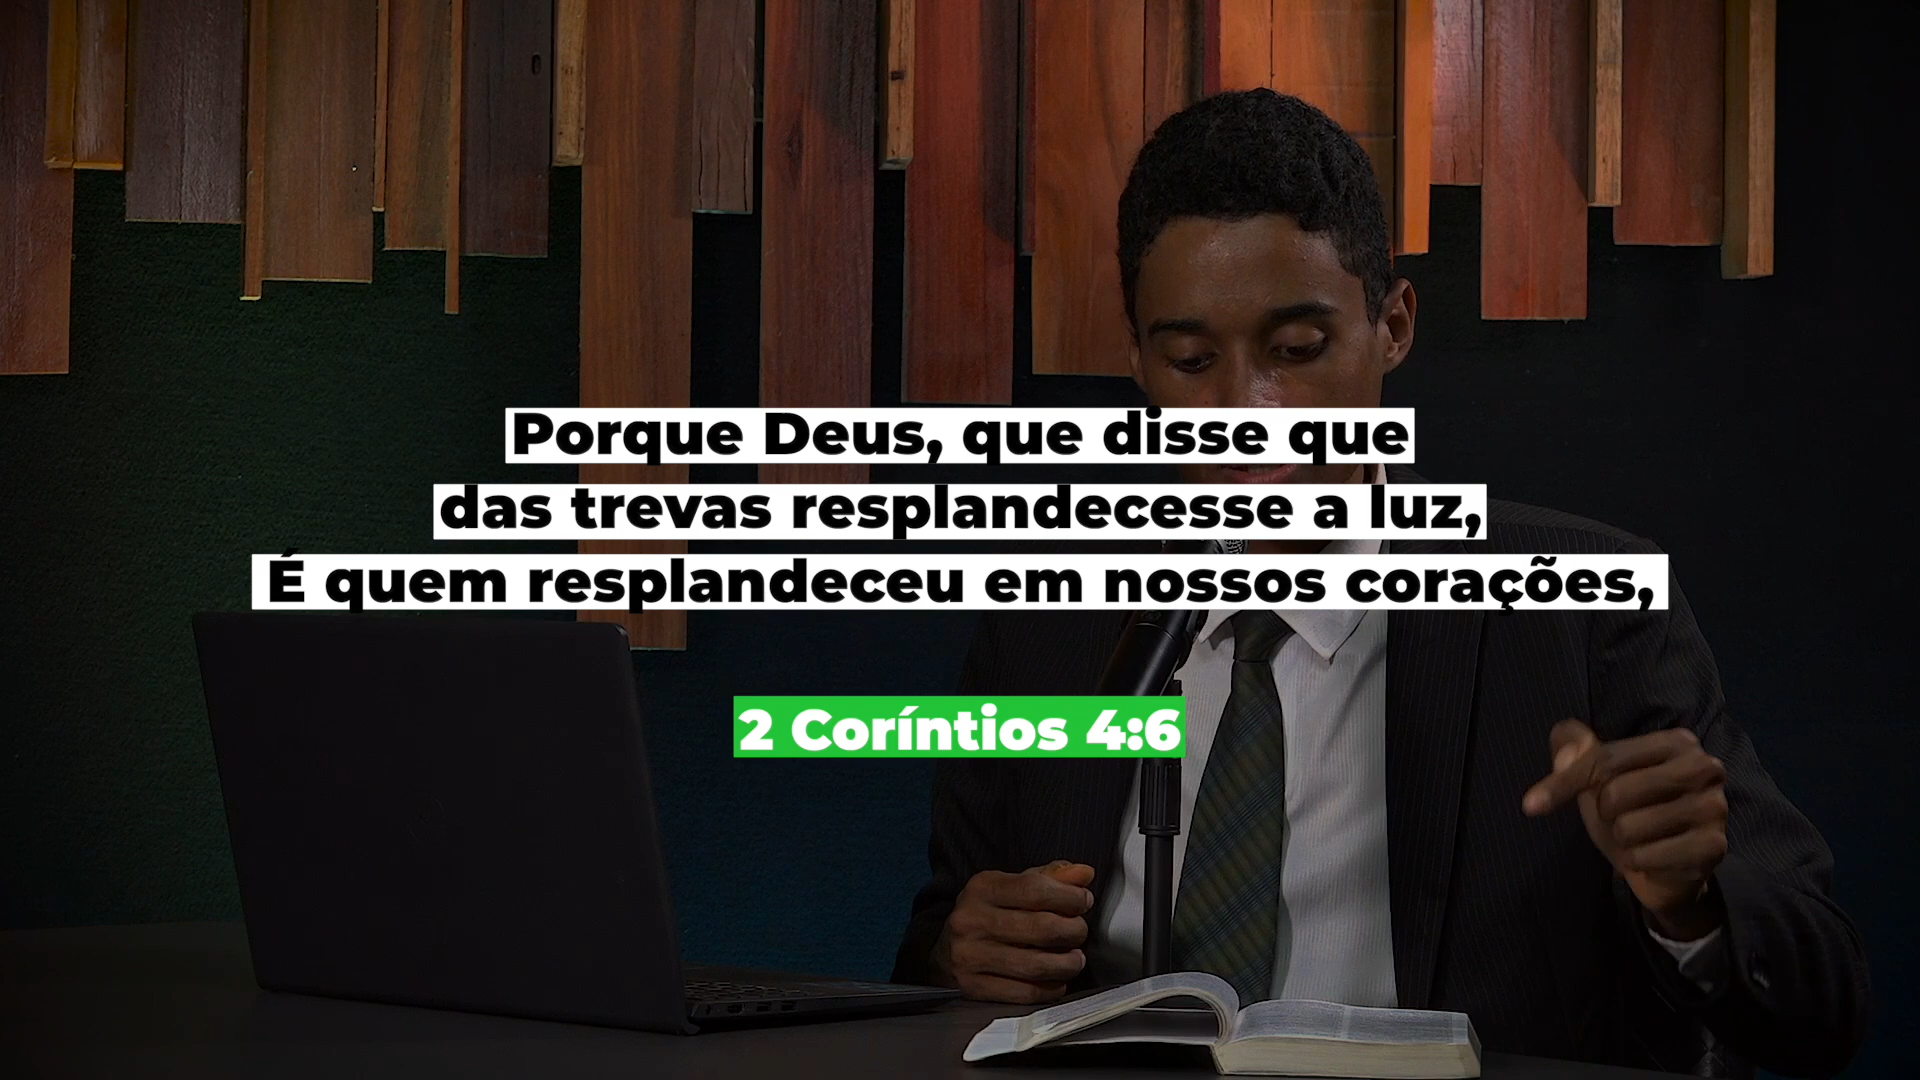 Porque Deus, que disse que
das trevas resplandecesse a luz,
É quem resplandeceu em nossos corações,
2 Coríntios 4:6